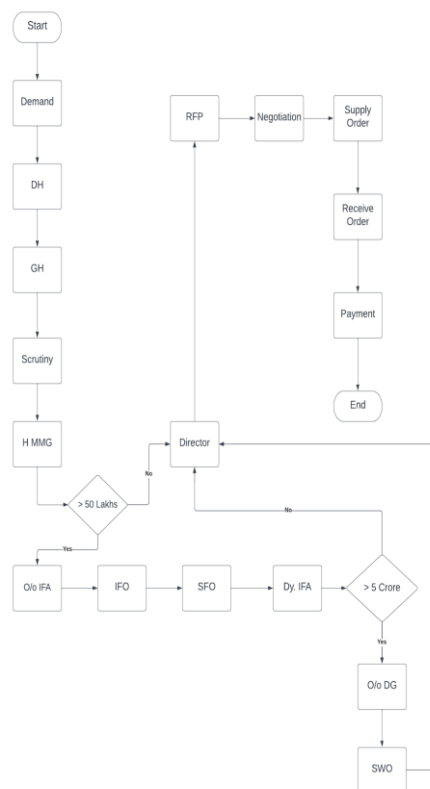 Start
Demand
DH
GH
Scrutiny
H MMG
> 50 Lakhs
No
Yes
O/o IFA
IFO
SFO
Dy. IFA
> 5 Crore
No
Yes
O/o DG
SWO
Director
RFP
Negotiation
Supply
Order
Receive
Order
Payment
End